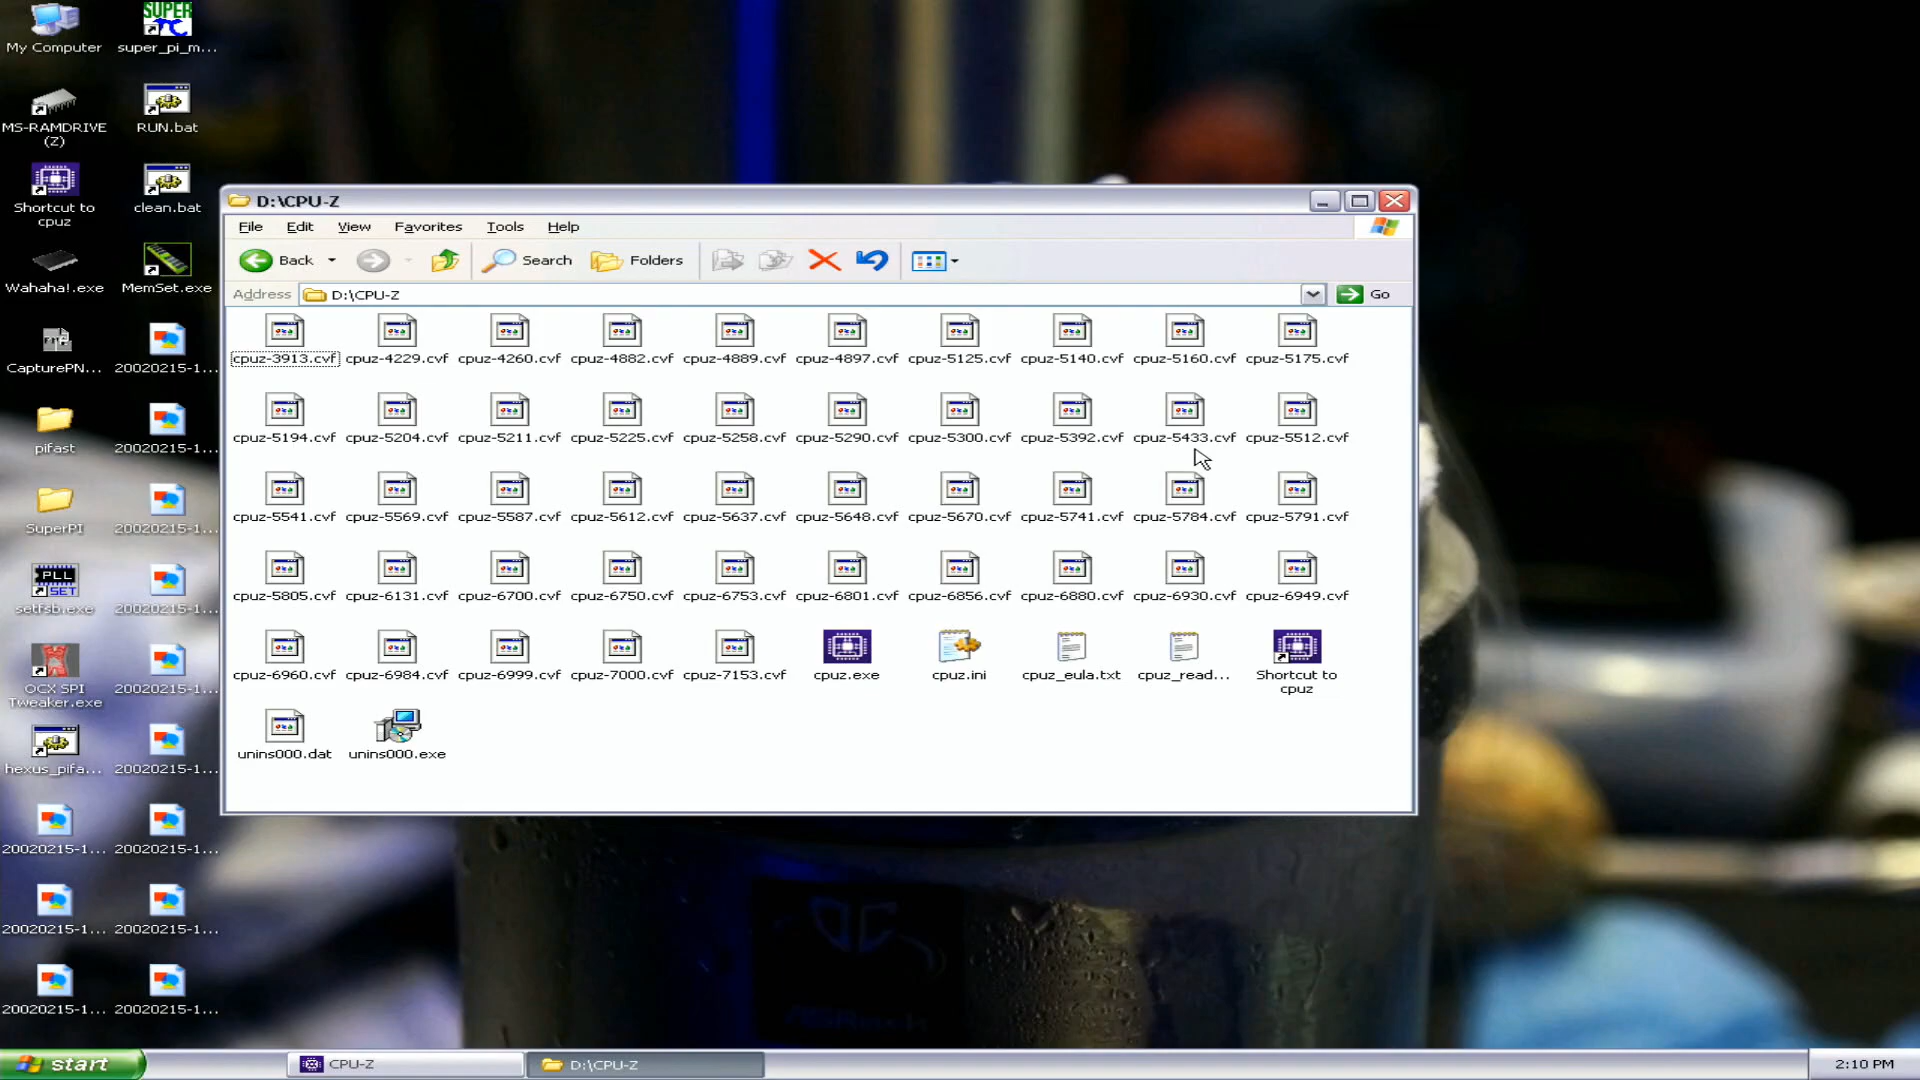 My Computer
super_pi_m...
MS-RAMDRIVE
(Z)
RUN.bat
Shortcut to
cpuz
clean.bat
Wahaha!.exe
MemSet.exe
CapturePN...
20020215-1...
pifast
20020215-1...
SuperPI
20020215-1...
PLL
SET
setfsb.exe
20020215-1...
OCX SPI
Tweaker.exe
20020215-1...
hexus_pifa...
20020215-1...
20020215-1...
20020215-1...
20020215-1...
20020215-1...
20020215-1...
20020215-1...
D:\CPU-Z
File Edit View Favorites Tools Help
Back Search Folders
Address D:\CPU-Z Go
cpuz-3913.cvf cpuz-4229.cvf cpuz-4260.cvf cpuz-4882.cvf cpuz-4889.cvf cpuz-4897.cvf cpuz-5125.cvf cpuz-5140.cvf cpuz-5160.cvf cpuz-5175.cvf
cpuz-5194.cvf cpuz-5204.cvf cpuz-5211.cvf cpuz-5225.cvf cpuz-5258.cvf cpuz-5290.cvf cpuz-5300.cvf cpuz-5392.cvf cpuz-5433.cvf cpuz-5512.cvf
cpuz-5541.cvf cpuz-5569.cvf cpuz-5587.cvf cpuz-5612.cvf cpuz-5637.cvf cpuz-5648.cvf cpuz-5670.cvf cpuz-5741.cvf cpuz-5784.cvf cpuz-5791.cvf
cpuz-5805.cvf cpuz-6131.cvf cpuz-6700.cvf cpuz-6750.cvf cpuz-6753.cvf cpuz-6801.cvf cpuz-6856.cvf cpuz-6880.cvf cpuz-6930.cvf cpuz-6949.cvf
cpuz-6960.cvf cpuz-6984.cvf cpuz-6999.cvf cpuz-7000.cvf cpuz-7153.cvf cpuz.exe cpuz.ini cpuz_eula.txt cpuz_read... Shortcut to
cpuz
unins000.dat unins000.exe
start CPU-Z D:\CPU-Z 2:10 PM